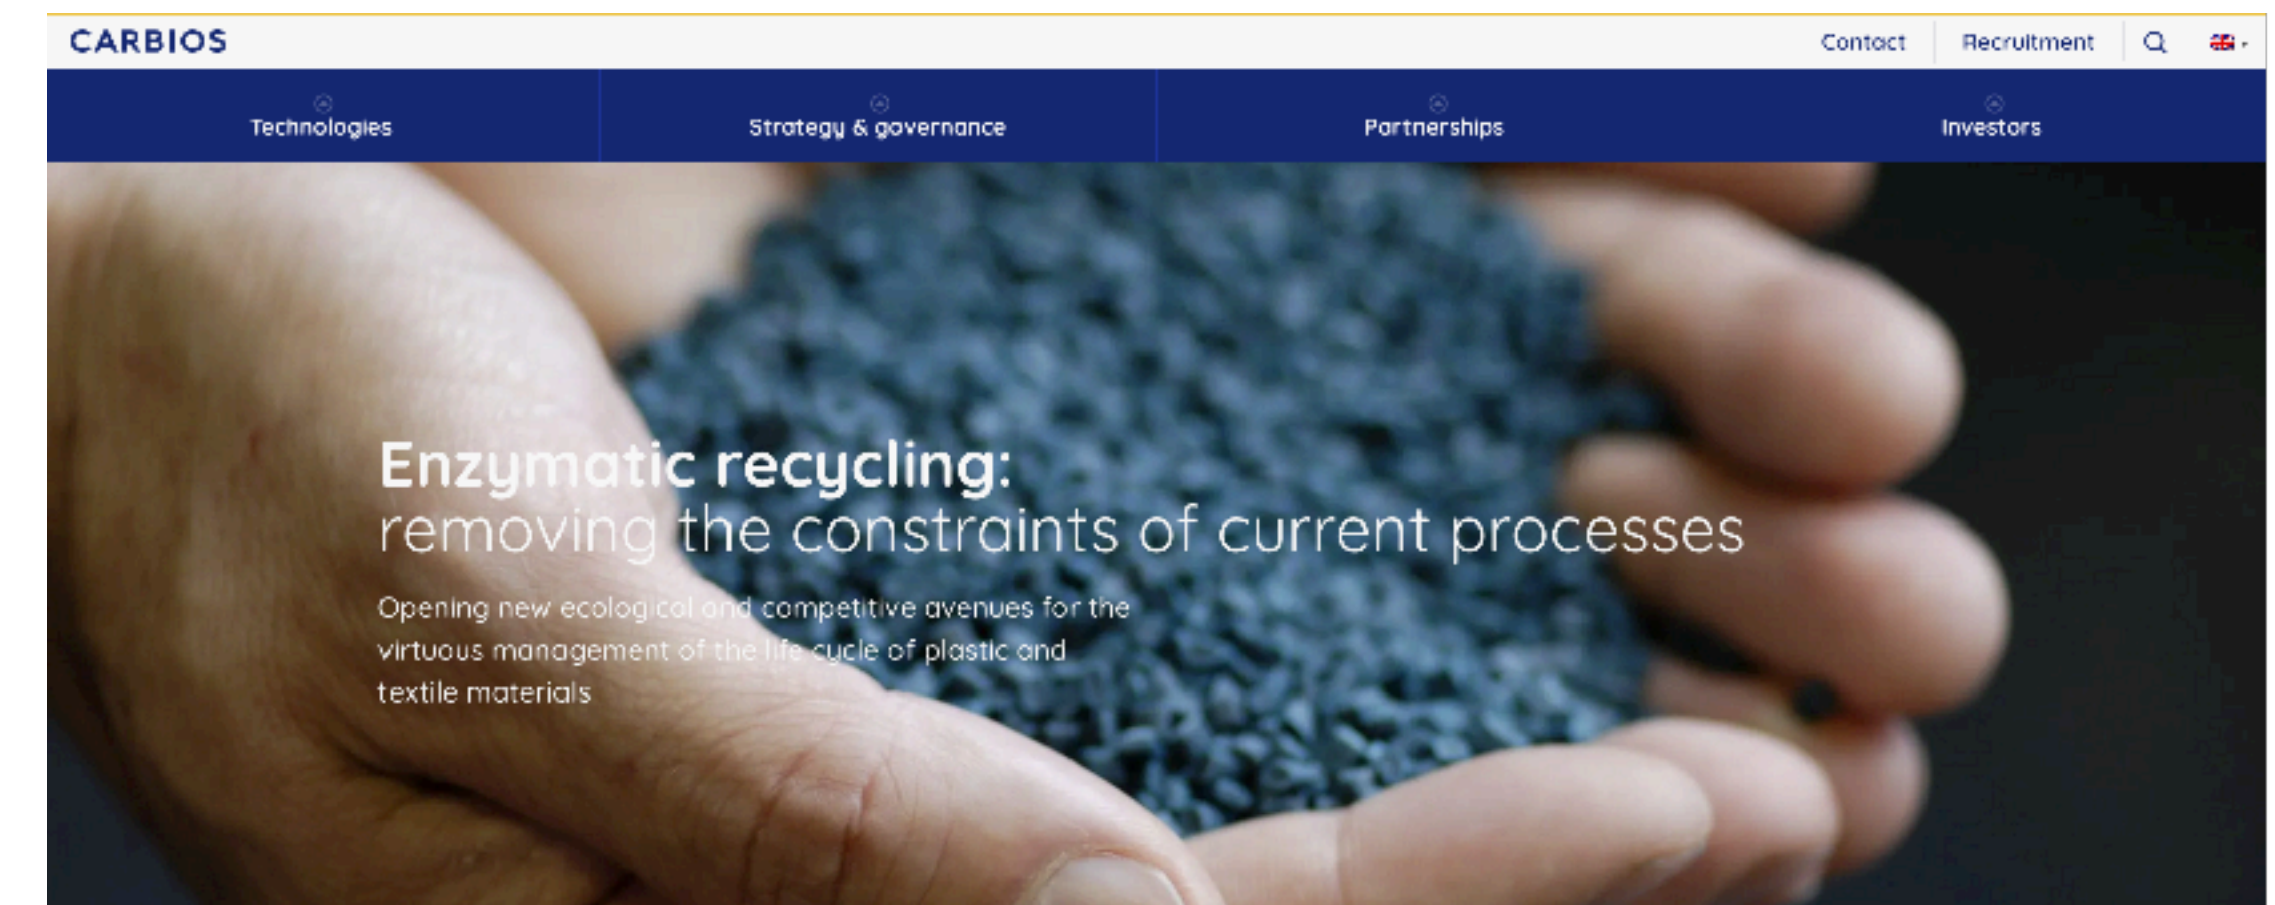 CARBIOS
Contact
Recruitment
Technologies
Strategy & governance
Partnerships
Investors
Enzymatic recycling:
removing the constraints of current processes
Opening new ecological and competitive avenues for the
virtuous management of the life cycle of plastic and
textile materials